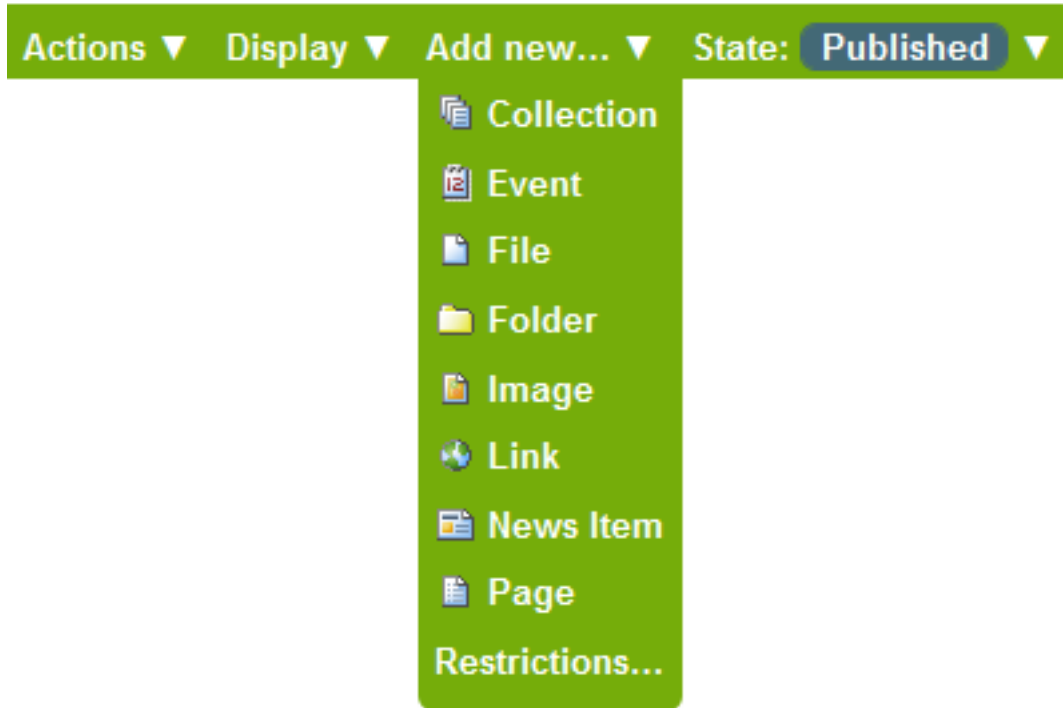 Actions ▼ Display ▼ Add new... ▼ State: Published ▼
Collection
Event
File
Folder
Image
Link
News Item
Page
Restrictions...